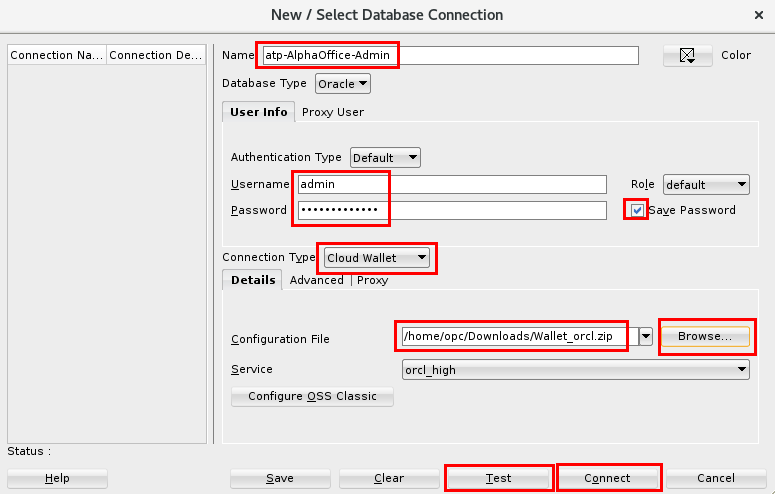 New / Select Database Connection
Connection Na... Connection De...
Name atp-AlphaOffice-Admin Color
Database Type Oracle
User Info Proxy User
Authentication Type Default
Username admin Role default
Password ••••••••••••• Save Password
Connection Type Cloud Wallet
Details Advanced Proxy
Configuration File /home/opc/Downloads/Wallet_orcl.zip Browse...
Service orcl_high
Configure OSS Classic
Status :
Help Save Clear Test Connect Cancel